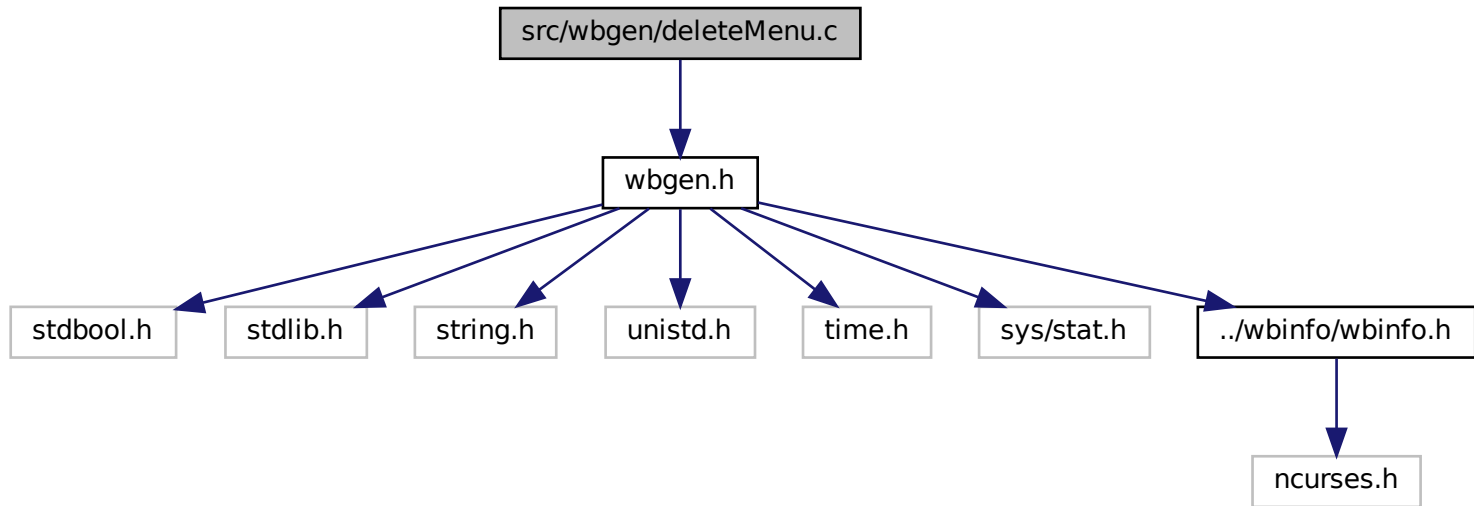 src/wbgen/deleteMenu.c
wbgen.h
stdbool.h
stdlib.h
string.h
unistd.h
time.h
sys/stat.h
../wbinfo/wbinfo.h
ncurses.h